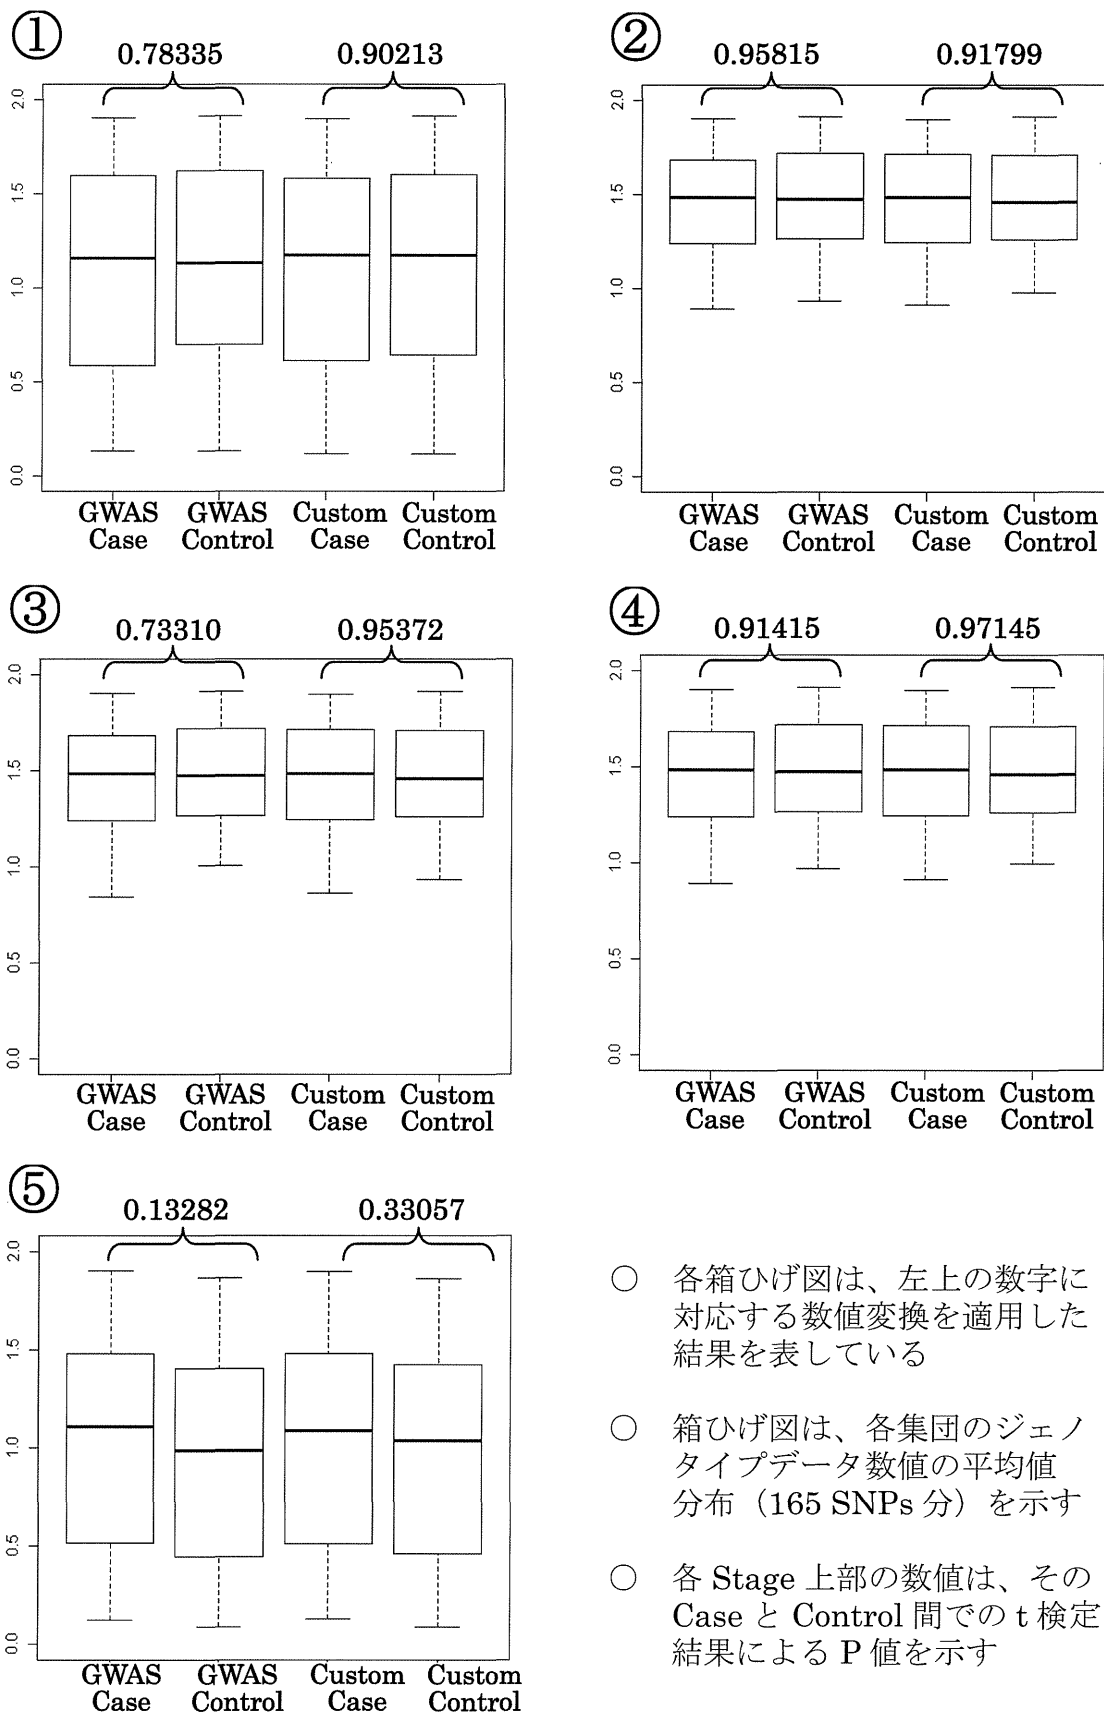 ①
0.78335 0.90213
2.0
1.5
1.0
0.5
0.0
GWAS GWAS Custom Custom
Case Control Case Control
②
0.95815 0.91799
2.0
1.5
1.0
0.5
0.0
GWAS GWAS Custom Custom
Case Control Case Control
③
0.73310 0.95372
2.0
1.5
1.0
0.5
0.0
GWAS GWAS Custom Custom
Case Control Case Control
④
0.91415 0.97145
2.0
1.5
1.0
0.5
0.0
GWAS GWAS Custom Custom
Case Control Case Control
⑤
0.13282 0.33057
2.0
1.5
1.0
0.5
0.0
GWAS GWAS Custom Custom
Case Control Case Control
○ 各箱ひげ図は、左上の数字に
対応する数値変換を適用した
結果を表している
○ 箱ひげ図は、各集団のジェノ
タイプデータ数値の平均値
分布（165 SNPs 分）を示す
○ 各 Stage 上部の数値は、その
Case と Control 間での t 検定
結果による P 値を示す